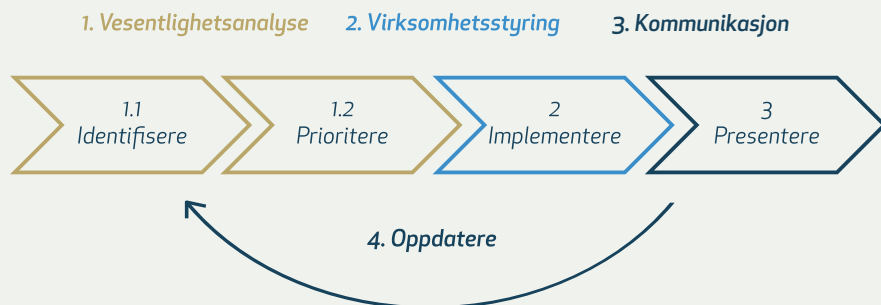 1. Vesentlighetsanalyse
2. Virksomhetsstyring
3. Kommunikasjon
1.1
Identifisere
1.2
Prioritere
2
Implementere
3
Presentere
4. Oppdatere